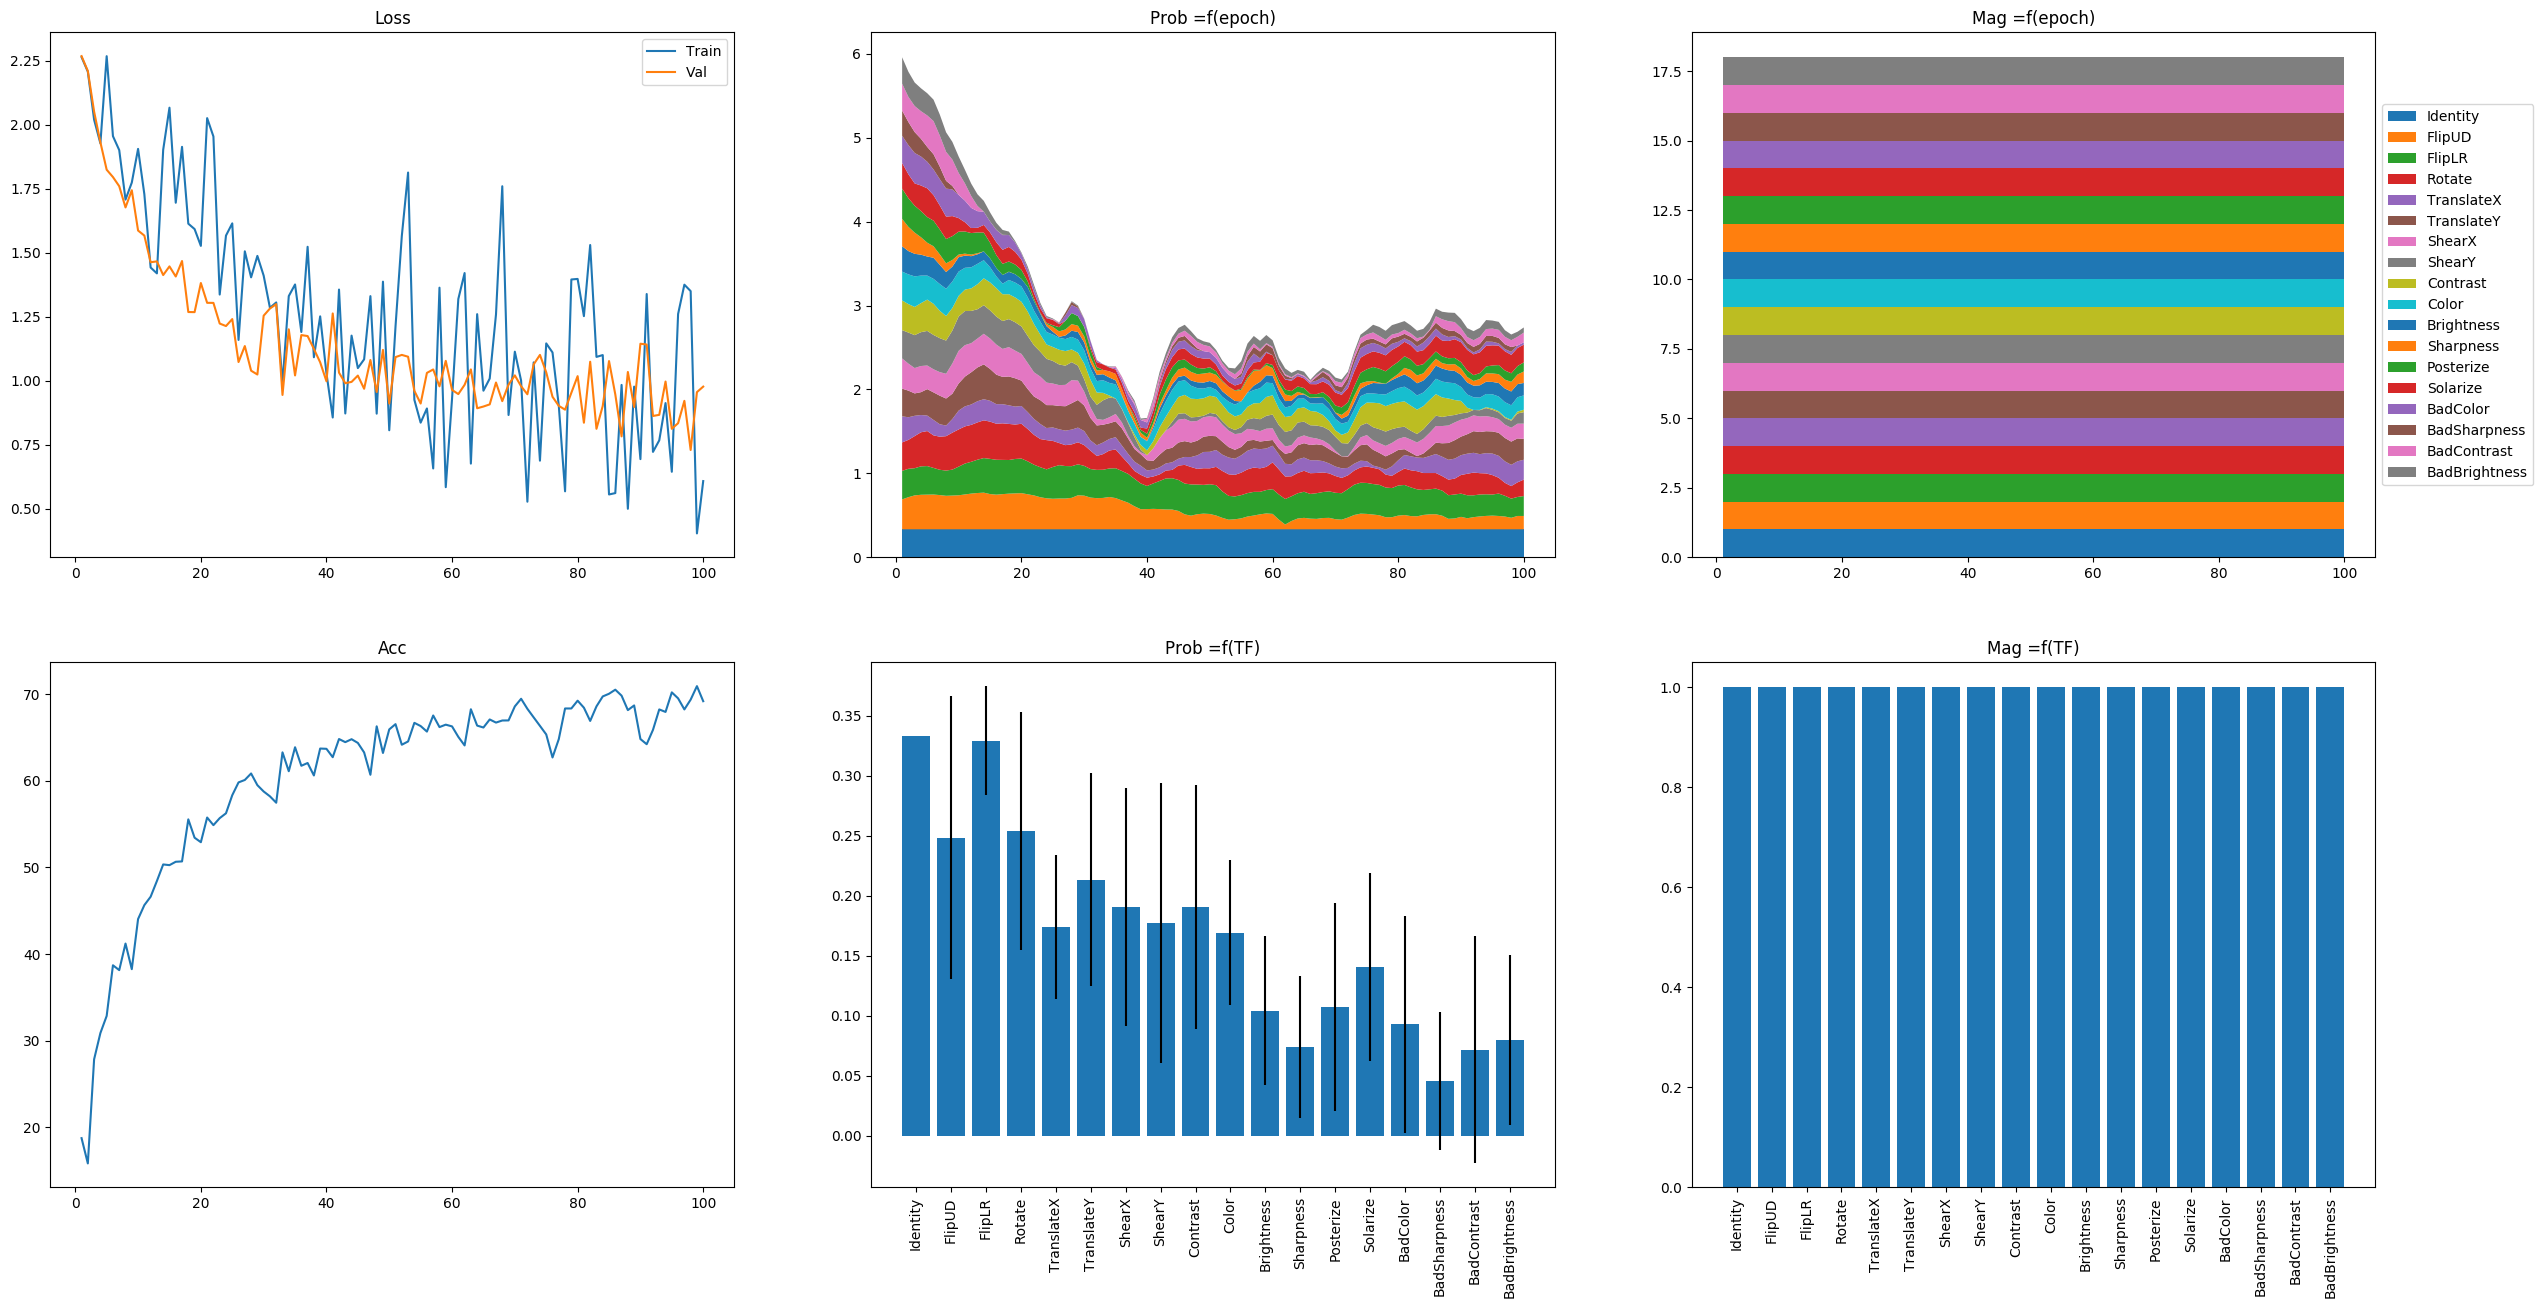 Loss
2.25
2.00
1.75
1.50
1.25
1.00
0.75
0.50
0 20 40 60 80 100
Train
Val
Prob =f(epoch)
6
5
4
3
2
1
0
0 20 40 60 80 100
Mag =f(epoch)
17.5
15.0
12.5
10.0
7.5
5.0
2.5
0.0
0 20 40 60 80 100
Identity
FlipUD
FlipLR
Rotate
TranslateX
TranslateY
ShearX
ShearY
Contrast
Color
Brightness
Sharpness
Posterize
Solarize
BadColor
BadSharpness
BadContrast
BadBrightness
Acc
70
60
50
40
30
20
0 20 40 60 80 100
Prob =f(TF)
0.35
0.30
0.25
0.20
0.15
0.10
0.05
0.00
Identity
FlipUD
FlipLR
Rotate
TranslateX
TranslateY
ShearX
ShearY
Contrast
Color
Brightness
Sharpness
Posterize
Solarize
BadColor
BadSharpness
BadContrast
BadBrightness
Mag =f(TF)
1.0
0.8
0.6
0.4
0.2
0.0
Identity
FlipUD
FlipLR
Rotate
TranslateX
TranslateY
ShearX
ShearY
Contrast
Color
Brightness
Sharpness
Posterize
Solarize
BadColor
BadSharpness
BadContrast
BadBrightness